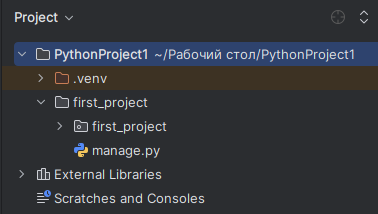 Project
PythonProject1 ~/Рабочий стол/PythonProject1
.venv
first_project
first_project
manage.py
External Libraries
Scratches and Consoles